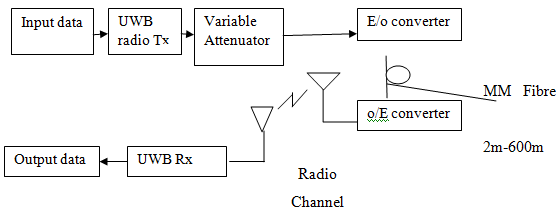 Input data
UWB
radio Tx
Variable
Attenuator
E/o converter
MM Fibre
o/E converter
2m-600m
Output data
UWB Rx
Radio
Channel